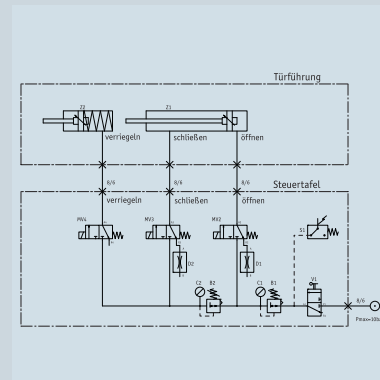 Türführung
Z2
Z1
verriegeln
schließen
öffnen
8/6
8/6
8/6
Steuertafel
verriegeln
schließen
öffnen
MV4
MV3
MV2
S1
D2
D1
C2
B2
C1
B1
V1
8/6